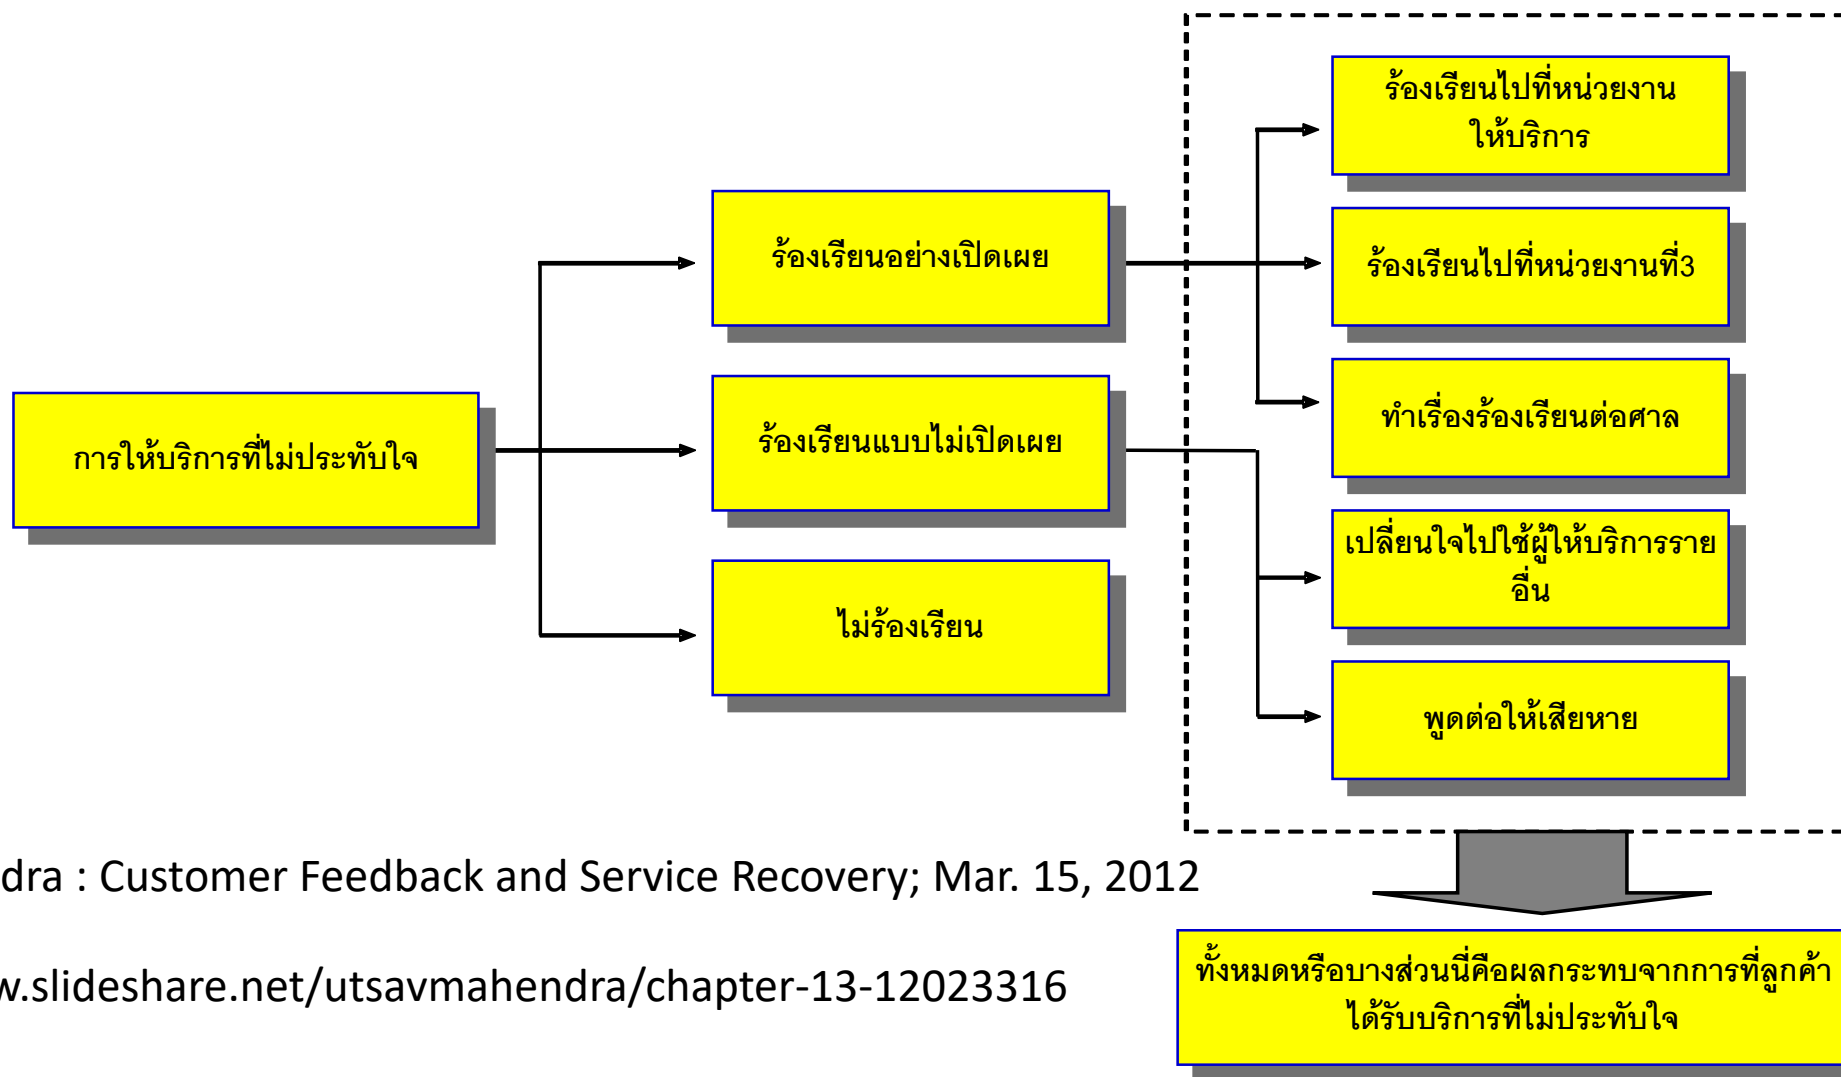 ร้องเรียนไปที่หน่วยงาน
ให้บริการ
ร้องเรียนอย่างเปิดเผย
ร้องเรียนไปที่หน่วยงานที่3
ทำเรื่องร้องเรียนต่อศาล
การให้บริการที่ไม่ประทับใจ
ร้องเรียนแบบไม่เปิดเผย
เปลี่ยนใจไปใช้ผู้ให้บริการราย
อื่น
ไม่ร้องเรียน
พูดต่อให้เสียหาย
dra : Customer Feedback and Service Recovery; Mar. 15, 2012
w.slideshare.net/utsavmahendra/chapter-13-12023316
ทั้งหมดหรือบางส่วนนี่คือผลกระทบจากการที่ลูกค้า
ได้รับบริการที่ไม่ประทับใจ